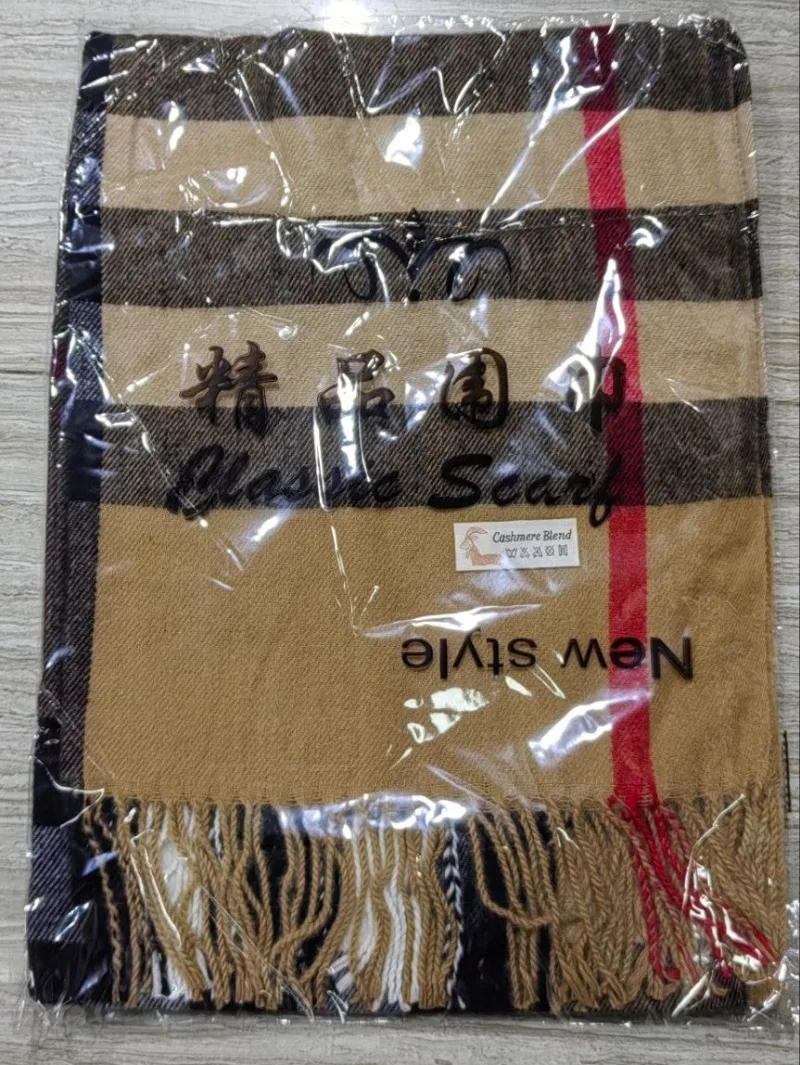 精品围巾
Classic Scarf
Cashmere Blend
New style